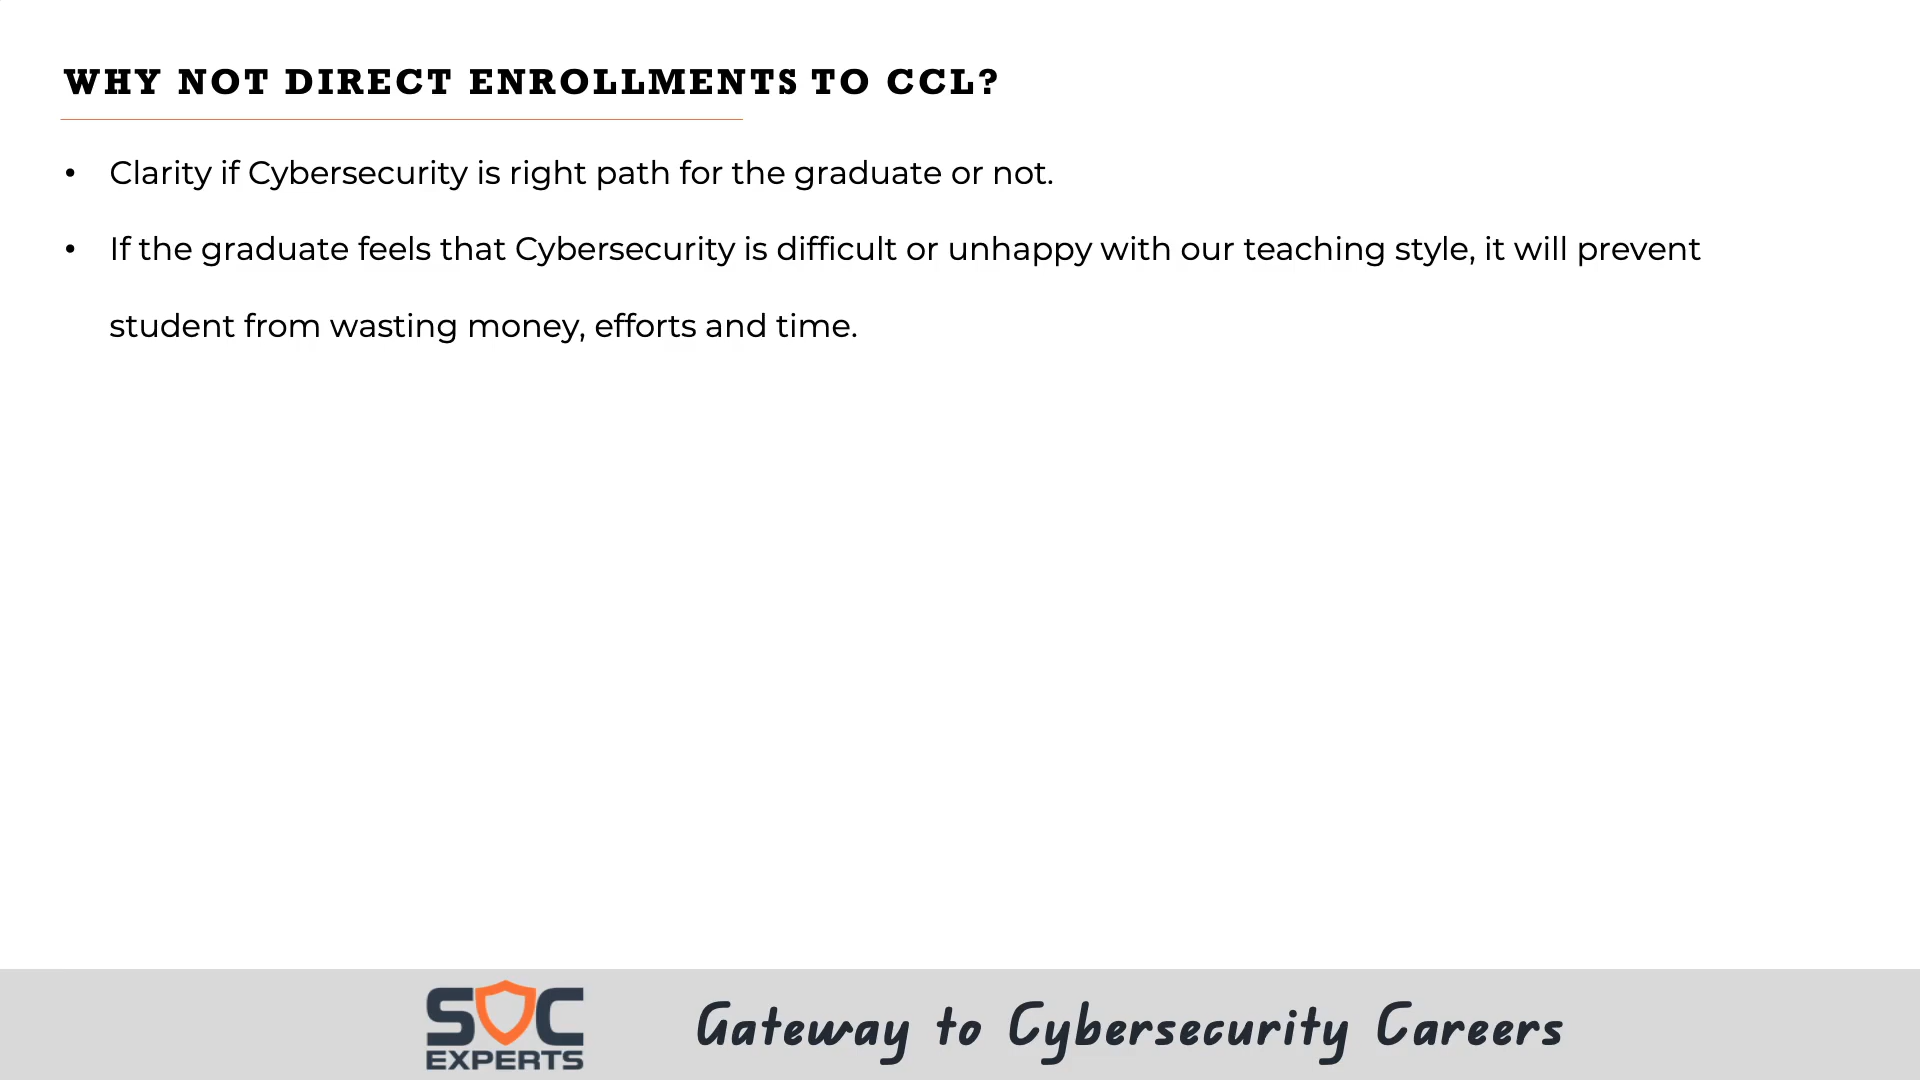 WHY NOT DIRECT ENROLLMENTS TO CCL?
• Clarity if Cybersecurity is right path for the graduate or not.
• If the graduate feels that Cybersecurity is difficult or unhappy with our teaching style, it will prevent
student from wasting money, efforts and time.
SOC
EXPERTS
Gateway to Cybersecurity Careers